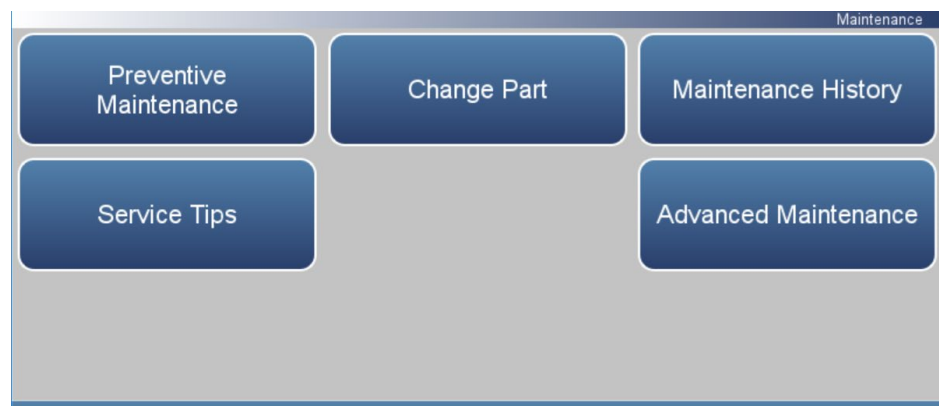 Maintenance
Preventive
Maintenance
Change Part
Maintenance History
Service Tips
Advanced Maintenance